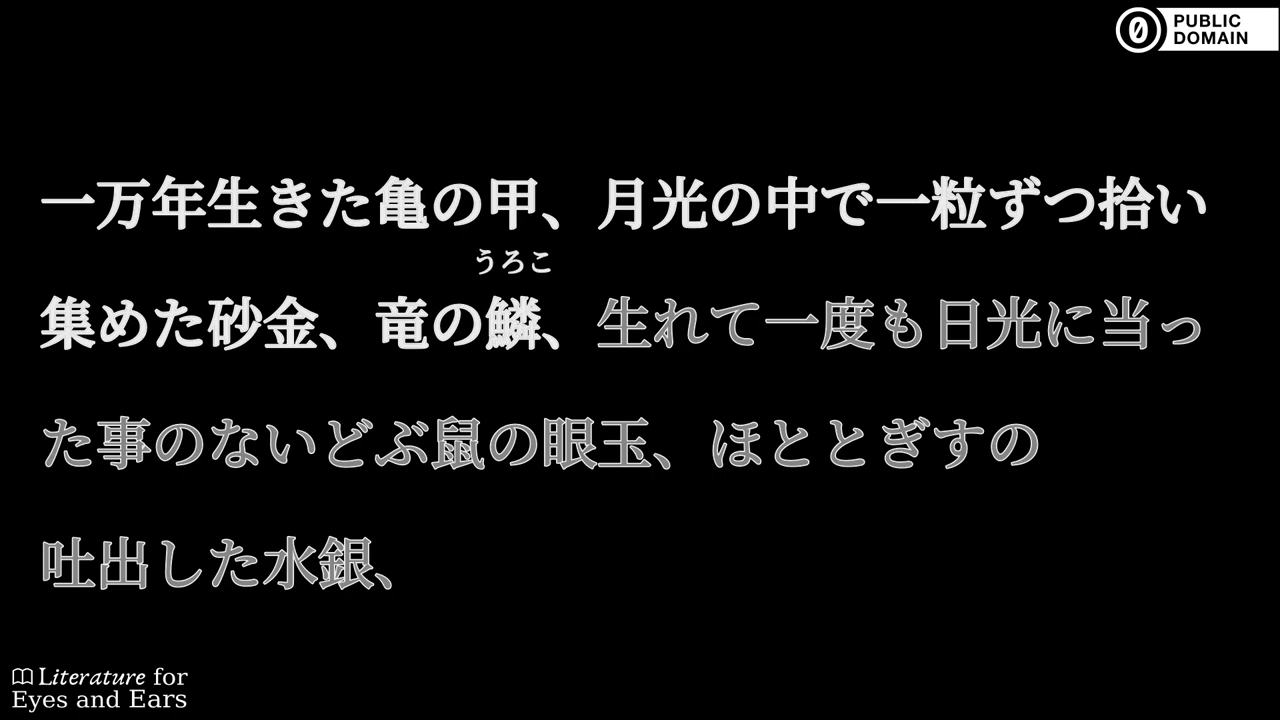 PUBLIC
DOMAIN
一万年生きた亀の甲、月光の中で一粒ずつ拾い
うろこ
集めた砂金、竜の鱗、生れて一度も日光に当っ
た事のないどぶ鼠の眼玉、ほととぎすの
吐出した水銀、
Literature for
Eyes and Ears